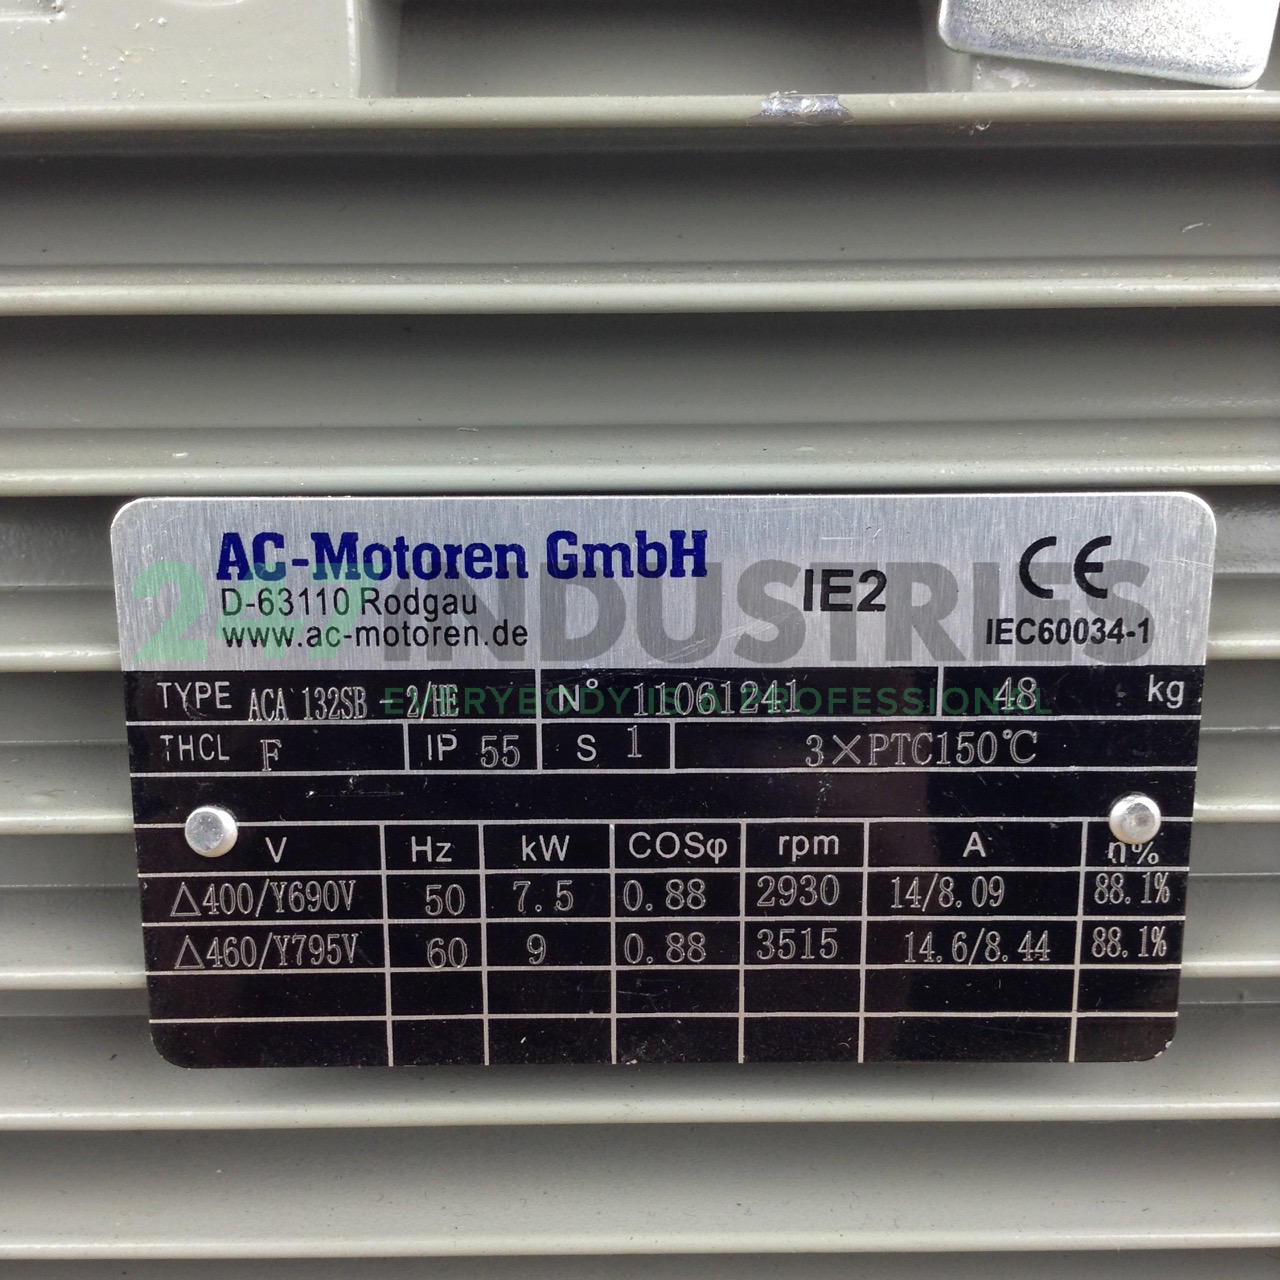 AC-Motoren GmbH
D-63110 Rodgau
www.ac-motoren.de
IE2
CE
IEC60034-1
247 INDUSTRIES
EVERYBODY IS A PROFESSIONAL
TYPE ACA 132SB - 2/HE N° 11061241 48 kg
THCL F IP 55 S 1 3×PTC150℃
V Hz kW COSφ rpm A η%
△400/Y690V 50 7.5 0.88 2930 14/8.09 88.1%
△460/Y795V 60 9 0.88 3515 14.6/8.44 88.1%